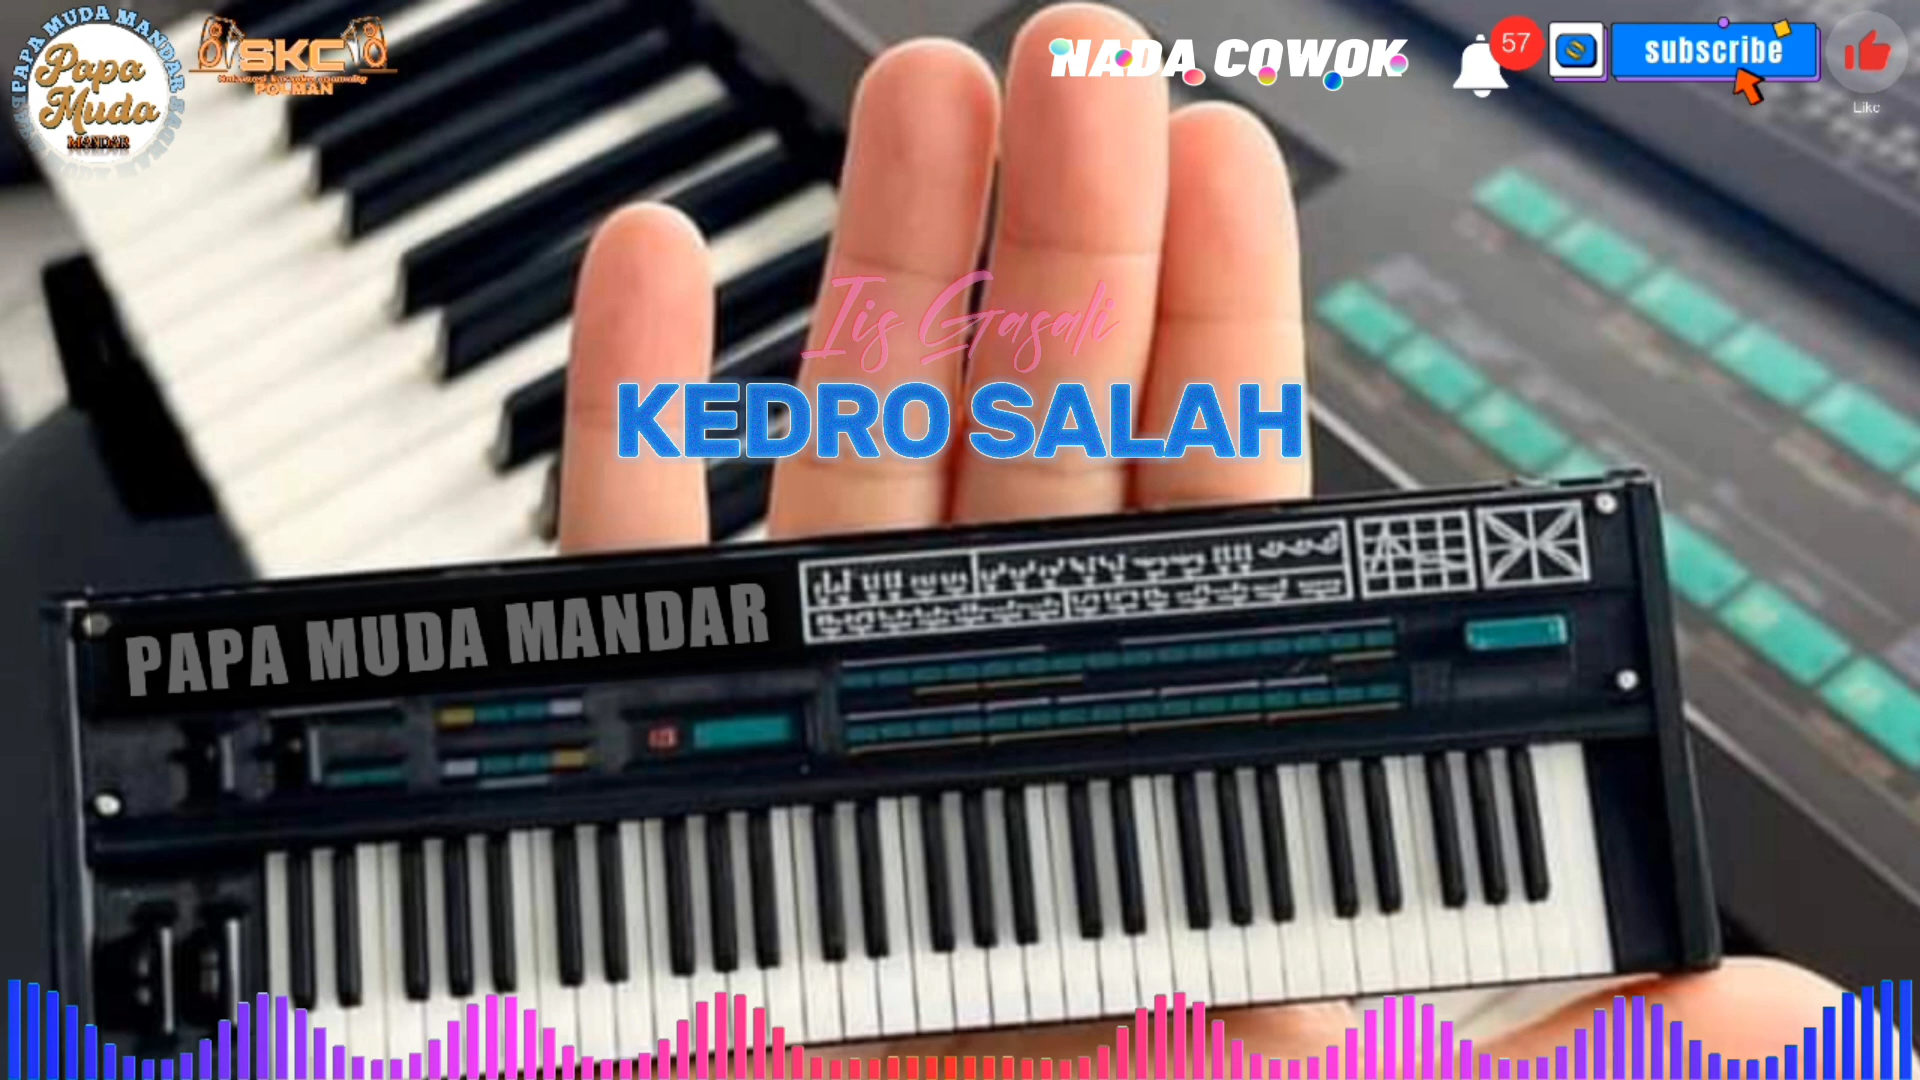 PAPA MUDA MANDAR
Papa
Muda
MANDAR
SKC
POLMAN
NADA COWOK
57
subscribe
Like
Iis Gasali
KEDRO SALAH
PAPA MUDA MANDAR